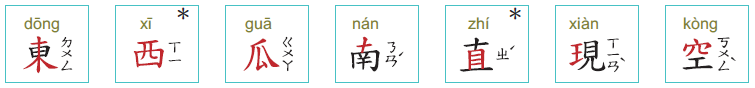 dōng xī * guā nán zhí * xiàn kòng
東 ㄉㄨㄥ 西 ㄒㄧ 瓜 ㄍㄨㄚ 南 ㄋㄢˊ 直 ㄓˊ 現 ㄒㄧㄢˋ 空 ㄎㄨㄥˋ